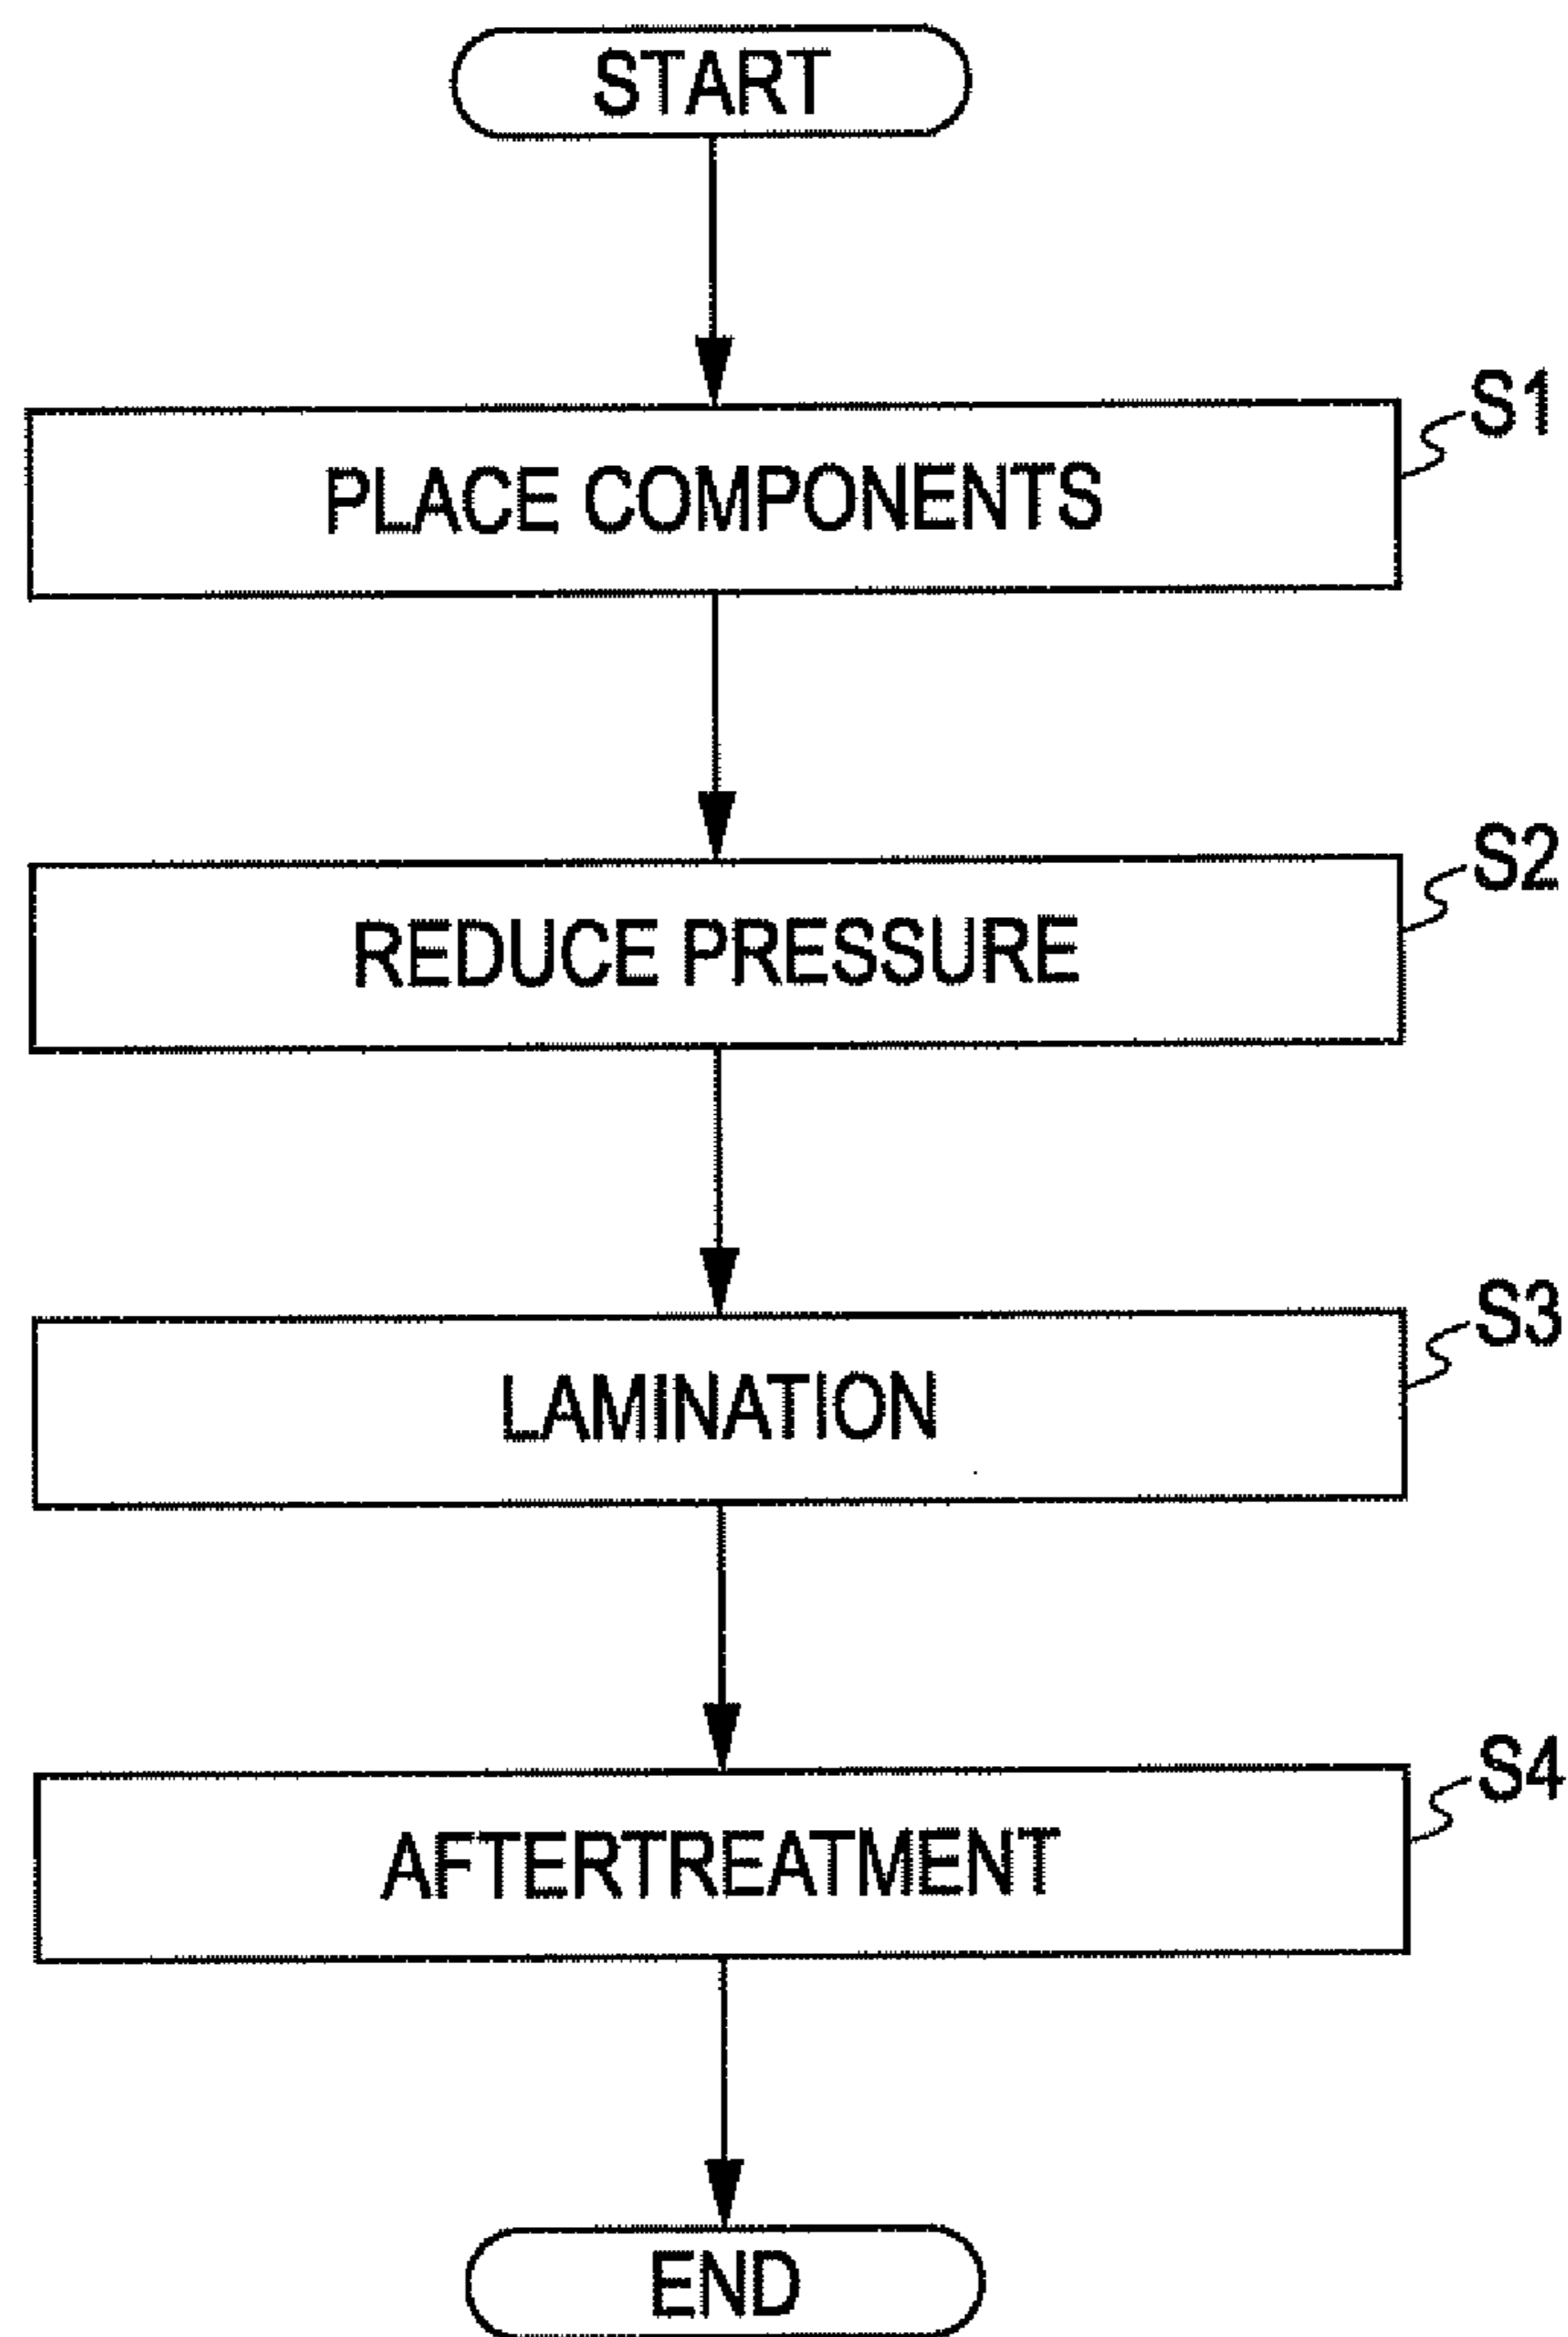 START
PLACE COMPONENTS
S1
REDUCE PRESSURE
S2
LAMINATION
S3
AFTERTREATMENT
S4
END